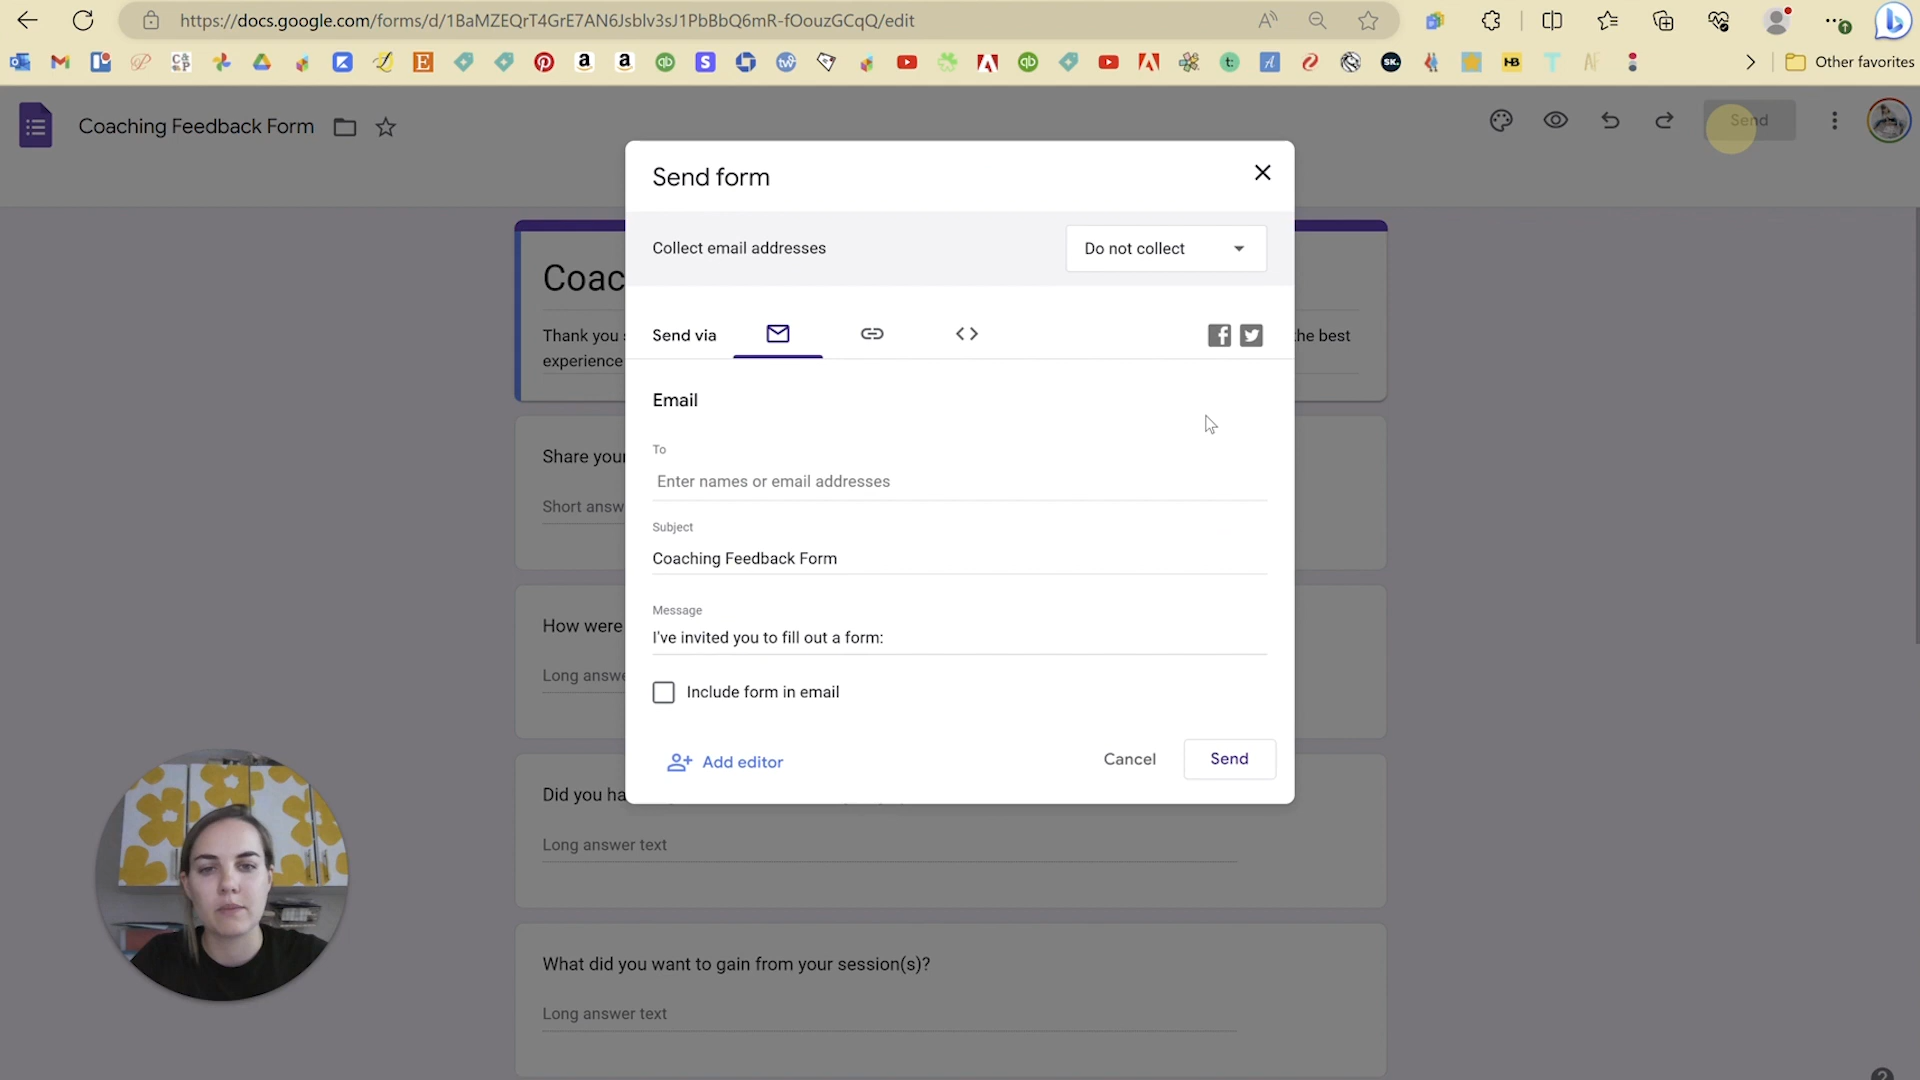 https://docs.google.com/forms/d/1BaMZEQrT4GrE7AN6Jsblv3sJ1PbBbQ6mR-fOouzGCqQ/edit
Other favorites
Coaching Feedback Form
Send
Send form
Collect email addresses
Do not collect
Coac
Send via
Thank you
the best
experience
Email
To
Share your
Enter names or email addresses
Short answ
Subject
Coaching Feedback Form
Message
How were
I've invited you to fill out a form:
Long answe
Include form in email
Add editor
Cancel
Send
Did you ha
Long answer text
What did you want to gain from your session(s)?
Long answer text